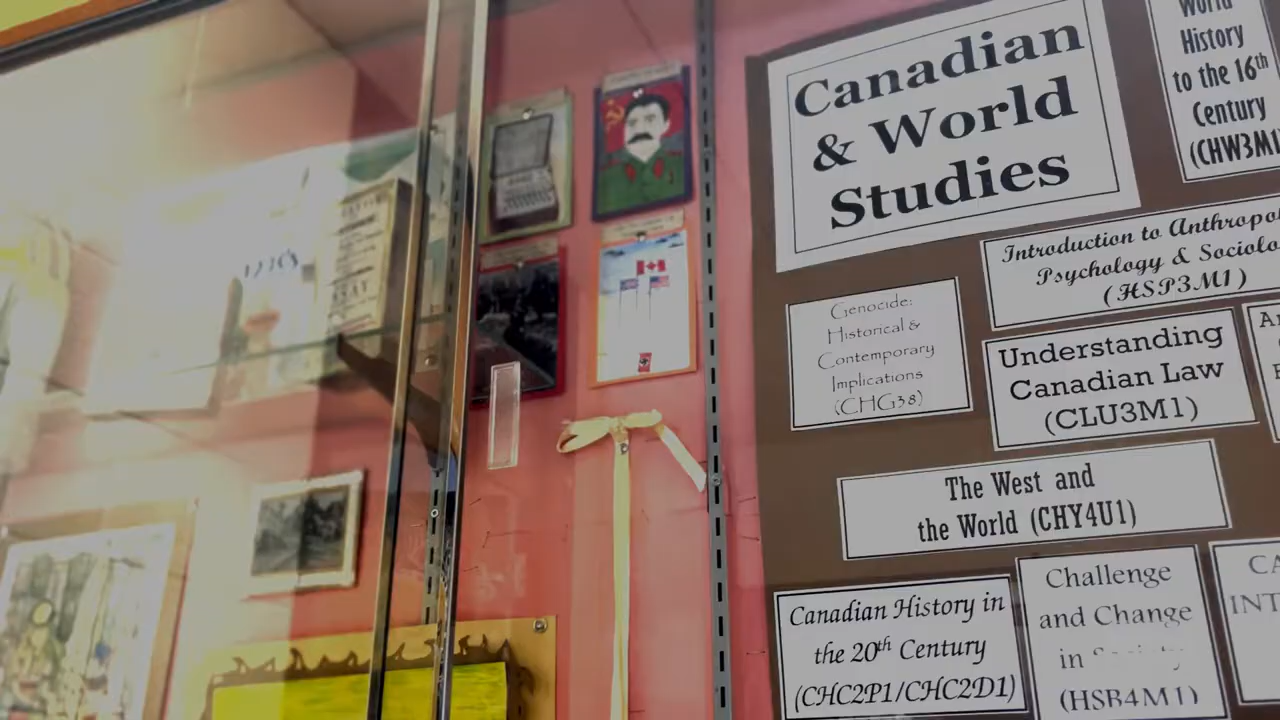 Canadian
& World
Studies
World
History
to the 16th
Century
(CHW3M1
Introduction to Anthropol
Psychology & Sociolo
(HSP3M1)
Genocide:
Historical &
Contemporary
Implications
(CHG38)
Understanding
Canadian Law
(CLU3M1)
The West and
the World (CHY4U1)
Canadian History in
the 20th Century
(CHC2P1/CHC2D1)
Challenge
and Change
in
(HSB4M1)
CA
INT